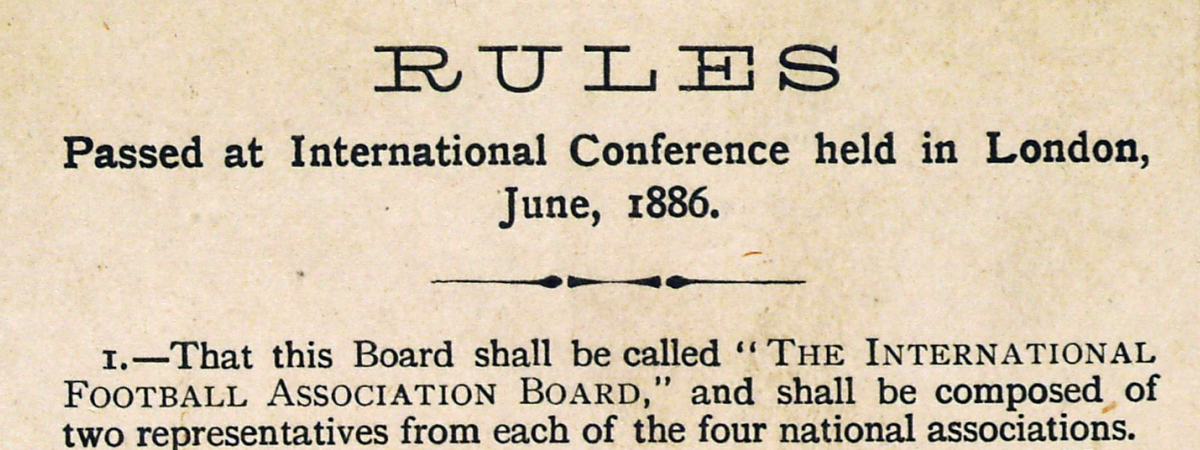 RULES
Passed at International Conference held in London,
June, 1886.
1.—That this Board shall be called “THE INTERNATIONAL
FOOTBALL ASSOCIATION BOARD,” and shall be composed of
two representatives from each of the four national associations.